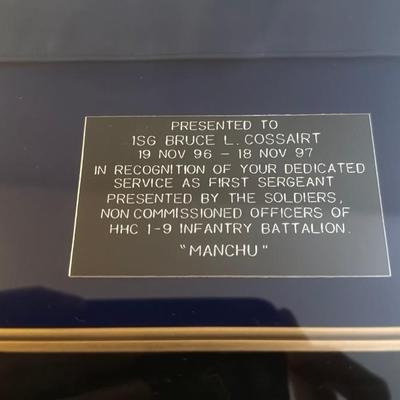 PRESENTED TO
1SG BRUCE L. COSSAIRT
19 NOV 96 - 18 NOV 97
IN RECOGNITION OF YOUR DEDICATED
SERVICE AS FIRST SERGEANT
PRESENTED BY THE SOLDIERS,
NON COMMISSIONED OFFICERS OF
HHC 1-9 INFANTRY BATTALION.
"MANCHU"